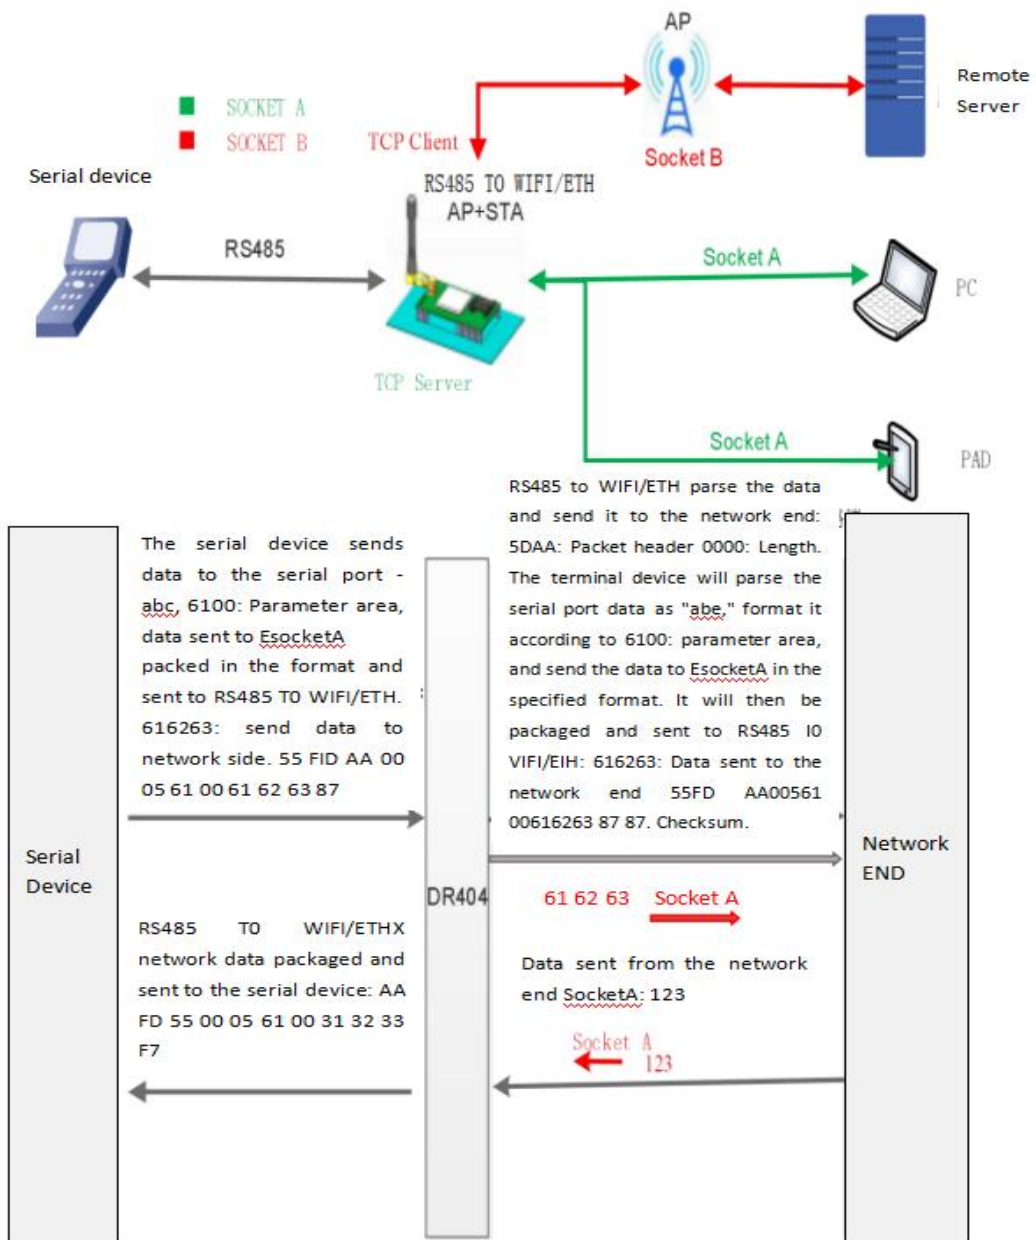 AP
Remote
Server
SOCKET A
SOCKET B
TCP Client
Socket B
Serial device
RS485 TO WIFI/ETH
AP+STA
RS485
Socket A
PC
TCP Server
Socket A
PAD
RS485 to WIFI/ETH parse the data
and send it to the network end:
5DAA: Packet header 0000: Length.
The terminal device will parse the
serial port data as "abe," format it
according to 6100: parameter area,
and send the data to EsocketA in the
specified format. It will then be
packaged and sent to RS485 I0
VIFI/EIH: 616263: Data sent to the
network end 55FD AA00561
00616263 87 87. Checksum.
The serial device sends
data to the serial port -
abc, 6100: Parameter area,
data sent to EsocketA
packed in the format and
sent to RS485 T0 WIFI/ETH.
616263: send data to
network side. 55 FID AA 00
05 61 00 61 62 63 87
Serial
Device
DR404
Network
END
61 62 63 Socket A
RS485 T0 WIFI/ETHX
network data packaged and
sent to the serial device: AA
FD 55 00 05 61 00 31 32 33
F7
Data sent from the network
end SocketA: 123
Socket A
123